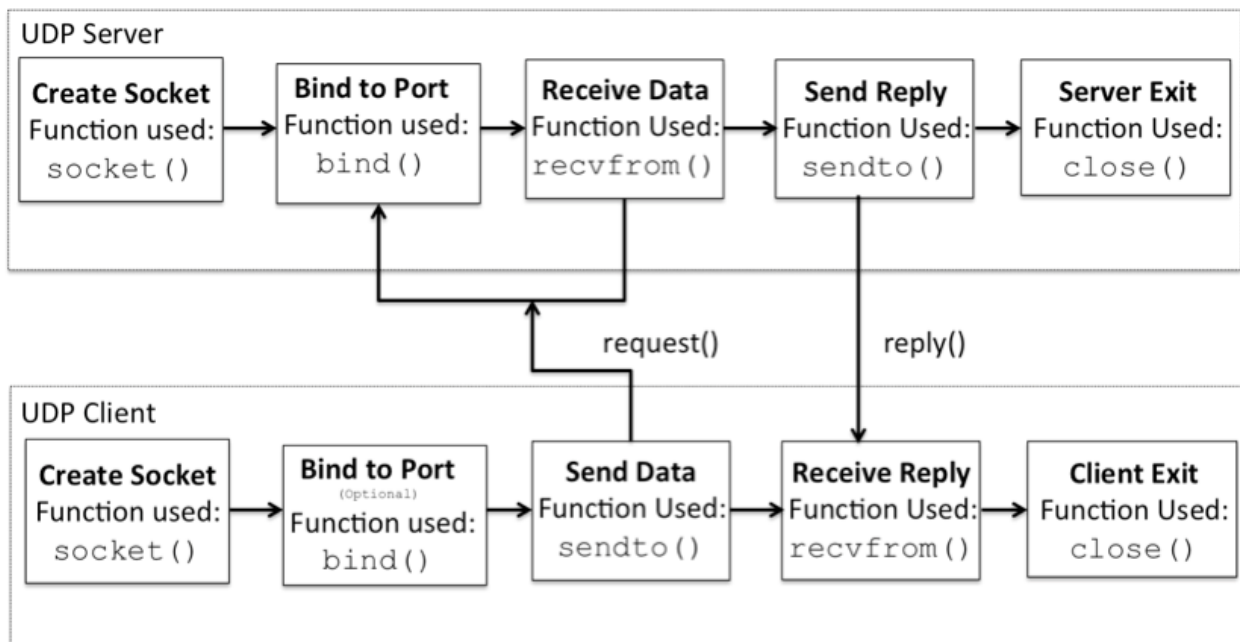 UDP Server
Create Socket
Function used:
socket()
Bind to Port
Function used:
bind()
Receive Data
Function Used:
recvfrom()
Send Reply
Function Used:
sendto()
Server Exit
Function Used:
close()
request()
reply()
UDP Client
Create Socket
Function used:
socket()
Bind to Port
(Optional)
Function used:
bind()
Send Data
Function Used:
sendto()
Receive Reply
Function Used:
recvfrom()
Client Exit
Function Used:
close()